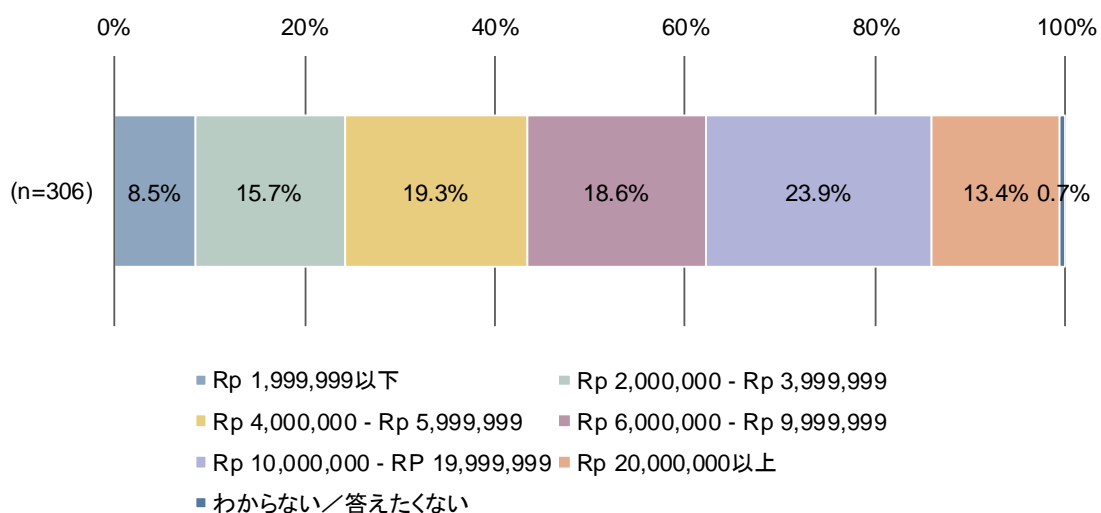 0% 20% 40% 60% 80% 100%
(n=306) 8.5% 15.7% 19.3% 18.6% 23.9% 13.4% 0.7%
Rp 1,999,999以下 Rp 2,000,000 - Rp 3,999,999
Rp 4,000,000 - Rp 5,999,999 Rp 6,000,000 - Rp 9,999,999
Rp 10,000,000 - RP 19,999,999 Rp 20,000,000以上
わからない／答えたくない